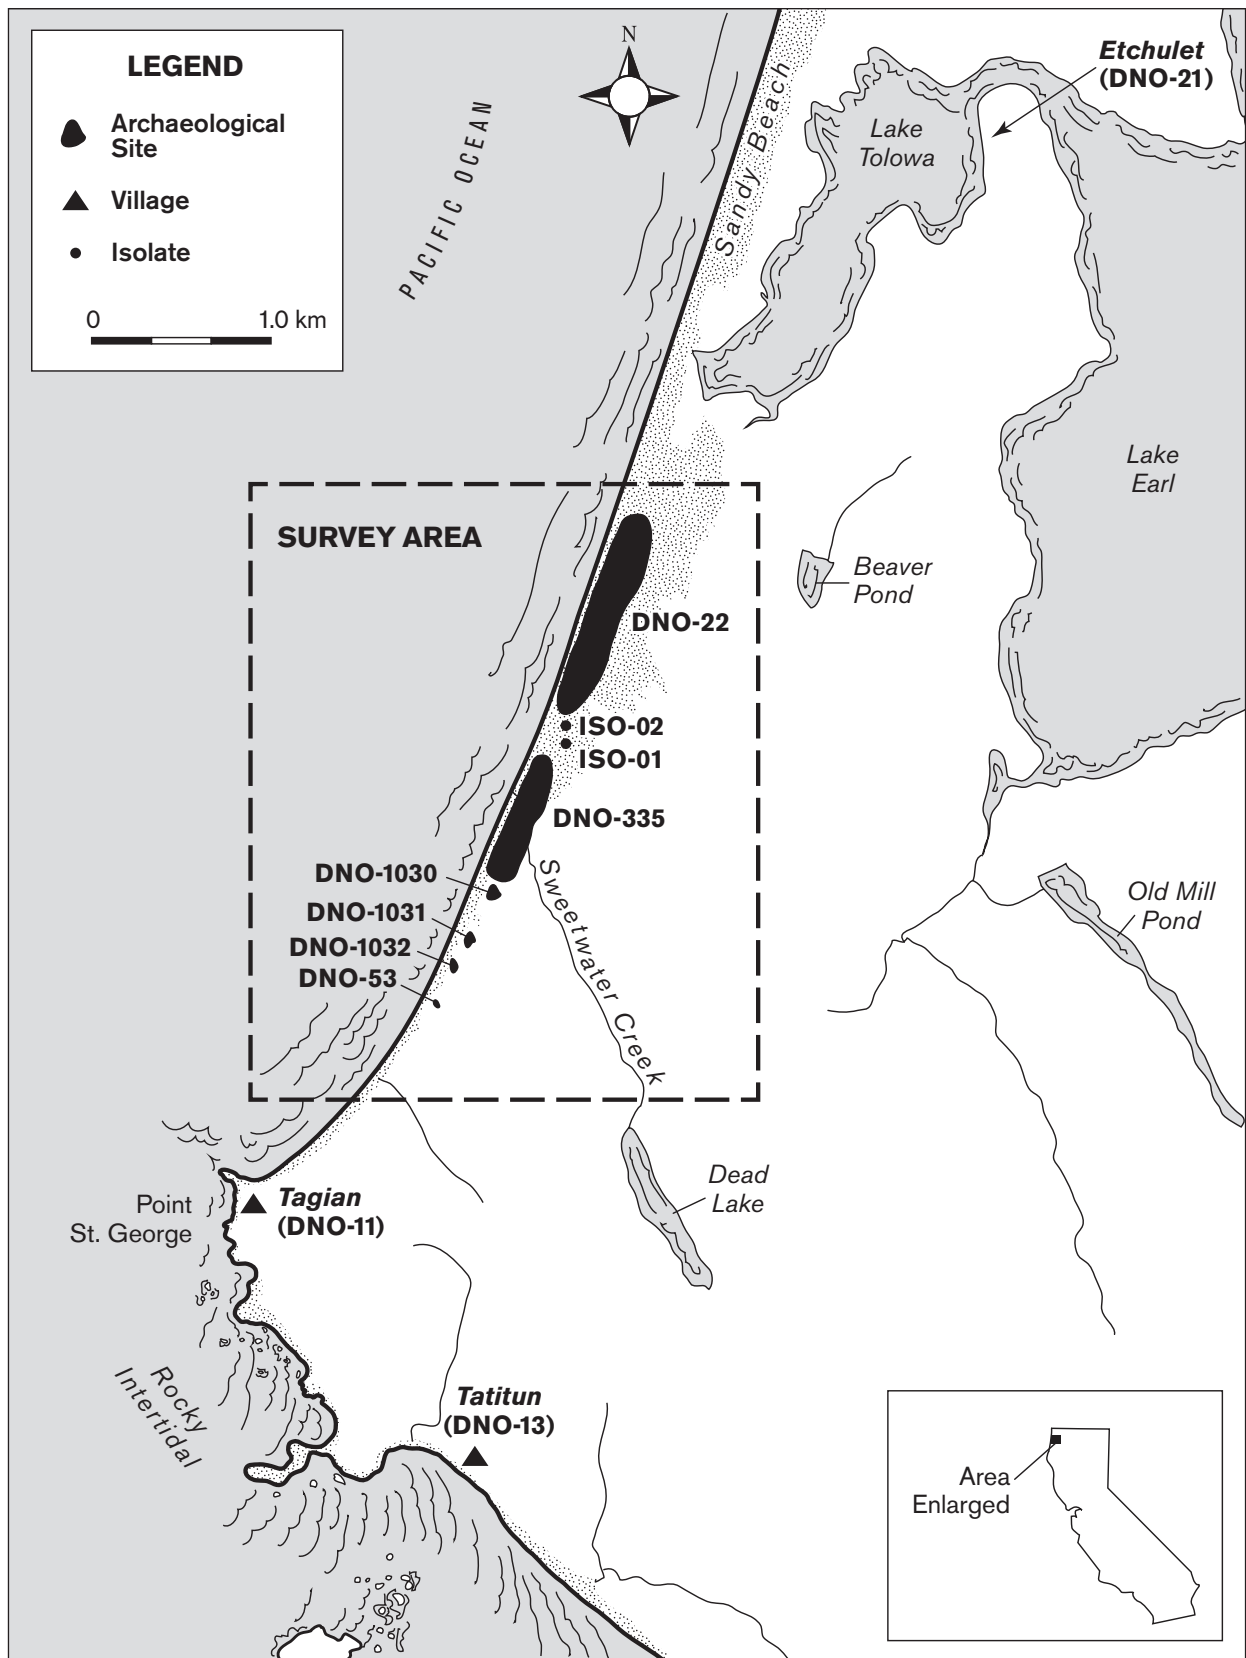 LEGEND
Archaeological
Site
Village
Isolate
0 1.0 km
N
PACIFIC OCEAN
Sandy Beach
Etchulet
(DNO-21)
Lake
Tolowa
Lake
Earl
SURVEY AREA
Beaver
Pond
DNO-22
ISO-02
ISO-01
DNO-335
DNO-1030
DNO-1031
DNO-1032
DNO-53
Sweetwater Creek
Old Mill
Pond
Dead
Lake
Point
St. George
Tagian
(DNO-11)
Rocky
Intertidal
Tatitun
(DNO-13)
Area
Enlarged